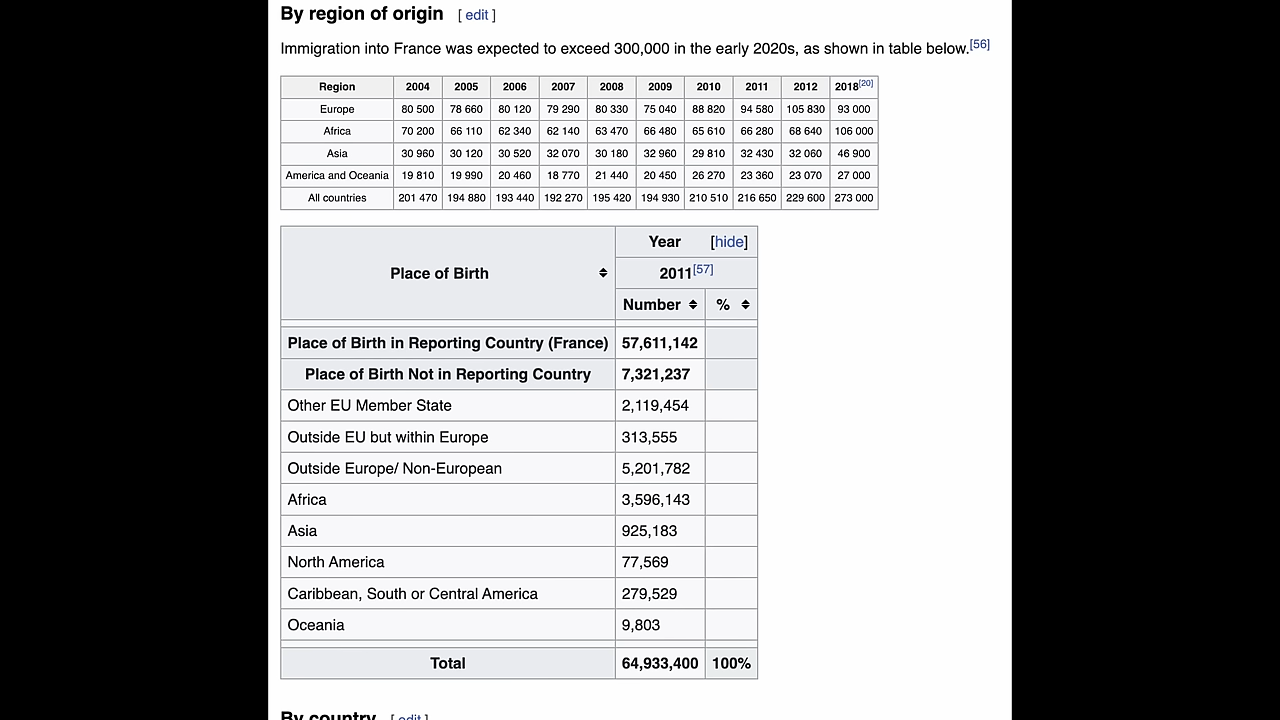 By region of origin [ edit ]
Immigration into France was expected to exceed 300,000 in the early 2020s, as shown in table below.[56]
Region 2004 2005 2006 2007 2008 2009 2010 2011 2012 2018[20]
Europe 80 500 78 660 80 120 79 290 80 330 75 040 88 820 94 580 105 830 93 000
Africa 70 200 66 110 62 340 62 140 63 470 66 480 65 610 66 280 68 640 106 000
Asia 30 960 30 120 30 520 32 070 30 180 32 960 29 810 32 430 32 060 46 900
America and Oceania 19 810 19 990 20 460 18 770 21 440 20 450 26 270 23 360 23 070 27 000
All countries 201 470 194 880 193 440 192 270 195 420 194 930 210 510 216 650 229 600 273 000
Year [hide]
Place of Birth 2011[57]
Number %
Place of Birth in Reporting Country (France) 57,611,142
Place of Birth Not in Reporting Country 7,321,237
Other EU Member State 2,119,454
Outside EU but within Europe 313,555
Outside Europe/ Non-European 5,201,782
Africa 3,596,143
Asia 925,183
North America 77,569
Caribbean, South or Central America 279,529
Oceania 9,803
Total 64,933,400 100%
By country [ edit ]